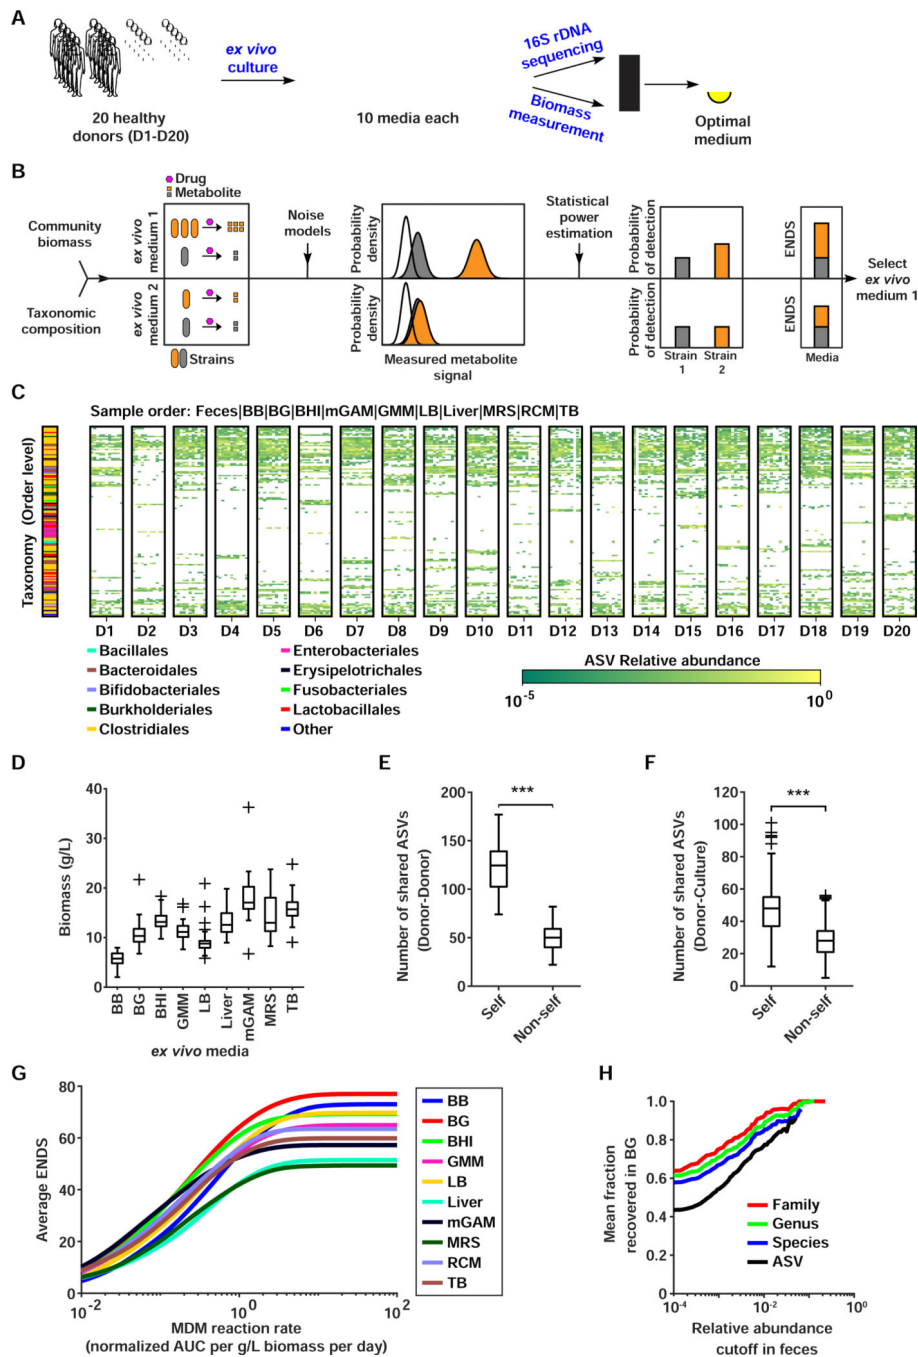 A
ex vivo
culture
16S rDNA
sequencing
Biomass
measurement
20 healthy
donors (D1-D20)
10 media each
Optimal
medium
B
Drug
Metabolite
Community
biomass
Taxonomic
composition
ex vivo
medium 1
ex vivo
medium 2
Strains
Noise
models
Probability
density
Probability
density
Measured metabolite
signal
Statistical
power
estimation
Probability
of detection
Probability
of detection
Strain
1
Strain
2
ENDS
ENDS
Media
Select
ex vivo
medium 1
C
Sample order: Feces|BB|BG|BHI|mGAM|GMM|LB|Liver|MRS|RCM|TB
Taxonomy (Order level)
D1 D2 D3 D4 D5 D6 D7 D8 D9 D10 D11 D12 D13 D14 D15 D16 D17 D18 D19 D20
Bacillales
Bacteroidales
Bifidobacteriales
Burkholderiales
Clostridiales
Enterobacteriales
Erysipelotrichales
Fusobacteriales
Lactobacillales
Other
ASV Relative abundance
10⁻⁵ 10⁰
D
Biomass (g/L)
40
30
20
10
0
BB BG BHI GMM LB Liver mGAM MRS TB
ex vivo media
E
Number of shared ASVs
(Donor-Donor)
200
150
100
50
0
***
Self Non-self
F
Number of shared ASVs
(Donor-Culture)
120
100
80
60
40
20
0
***
Self Non-self
G
Average ENDS
80
60
40
20
0
10⁻² 10⁰ 10²
MDM reaction rate
(normalized AUC per g/L biomass per day)
BB
BG
BHI
GMM
LB
Liver
mGAM
MRS
RCM
TB
H
Mean fraction
recovered in BG
1.0
0.8
0.6
0.4
0.2
0
Family
Genus
Species
ASV
10⁻⁴ 10⁻² 10⁰
Relative abundance
cutoff in feces